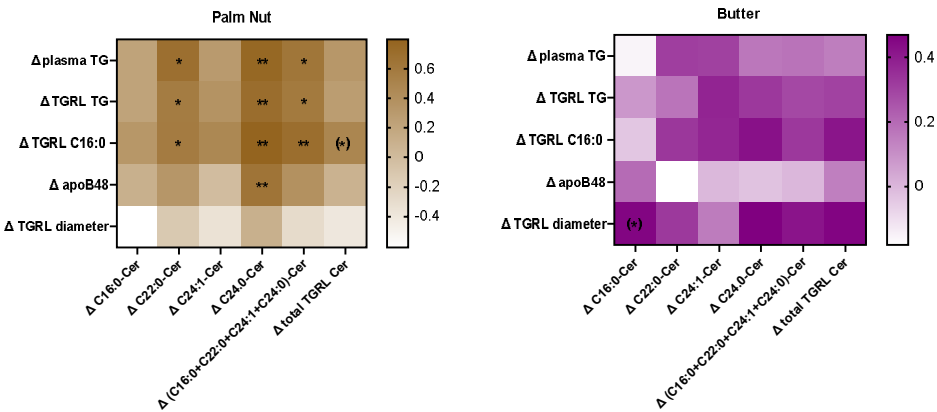 Palm Nut
Δ plasma TG
Δ TGRL TG
Δ TGRL C16:0
Δ apoB48
Δ TGRL diameter
* ** *
* ** *
* ** ** (*)
**
0.6
0.4
0.2
0
-0.2
-0.4
Δ C16:0-Cer
Δ C22:0-Cer
Δ C24:1-Cer
Δ C24:0-Cer
Δ (C16:0+C22:0+C24:1+C24:0)-Cer
Δ total TGRL Cer
Butter
Δ plasma TG
Δ TGRL TG
Δ TGRL C16:0
Δ apoB48
Δ TGRL diameter
(*)
0.4
0.2
0
Δ C16:0-Cer
Δ C22:0-Cer
Δ C24:1-Cer
Δ C24.0-Cer
Δ (C16:0+C22:0+C24:1+C24:0)-Cer
Δ total TGRL Cer